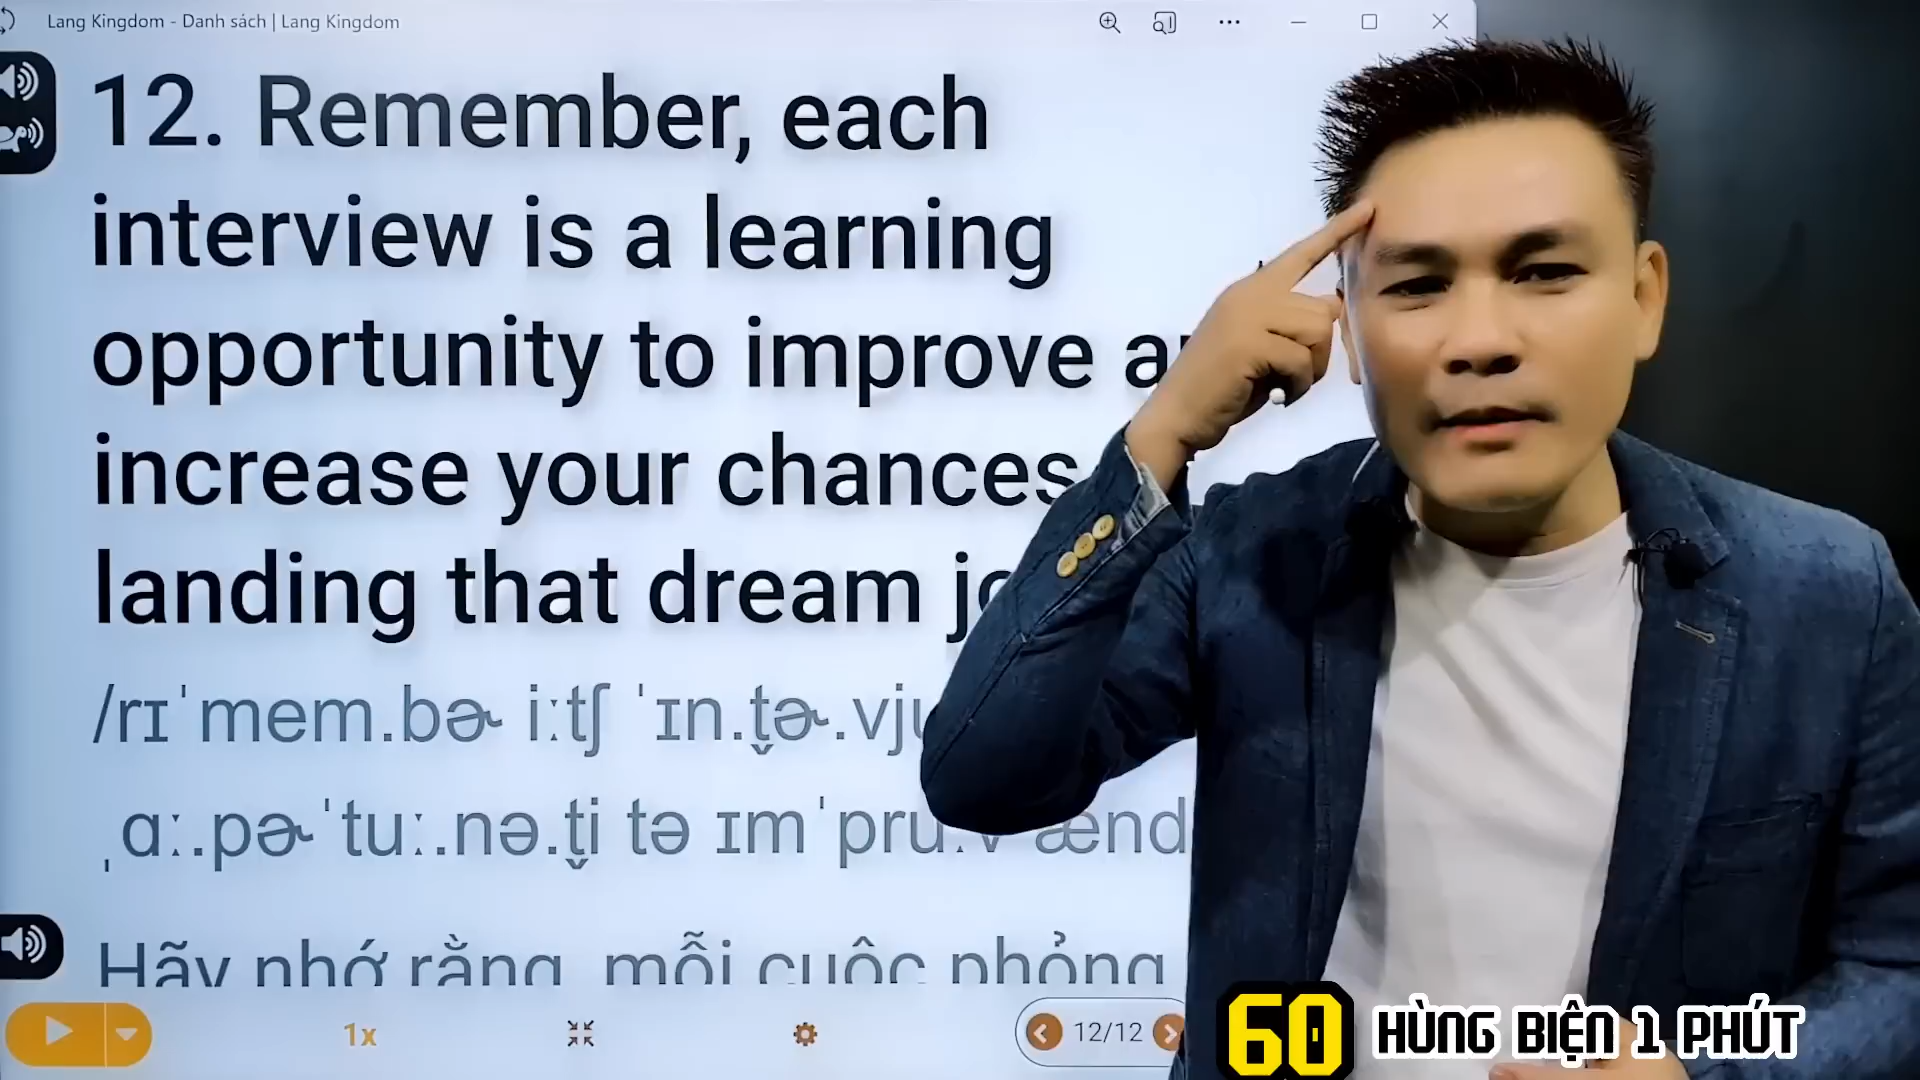 Lang Kingdom - Danh sách | Lang Kingdom
12. Remember, each
interview is a learning
opportunity to improve
increase your chances
landing that dream
/rɪˈmem.bɚ iːtʃ ˈɪn.t̬ɚ.vju
ˌɑː.pɚˈtuː.nə.t̬i tə ɪmˈpruːv ænd
Hãy nhớ rằng, mỗi cuộc phỏng
1x
12/12
60 HÙNG BIỆN 1 PHÚT